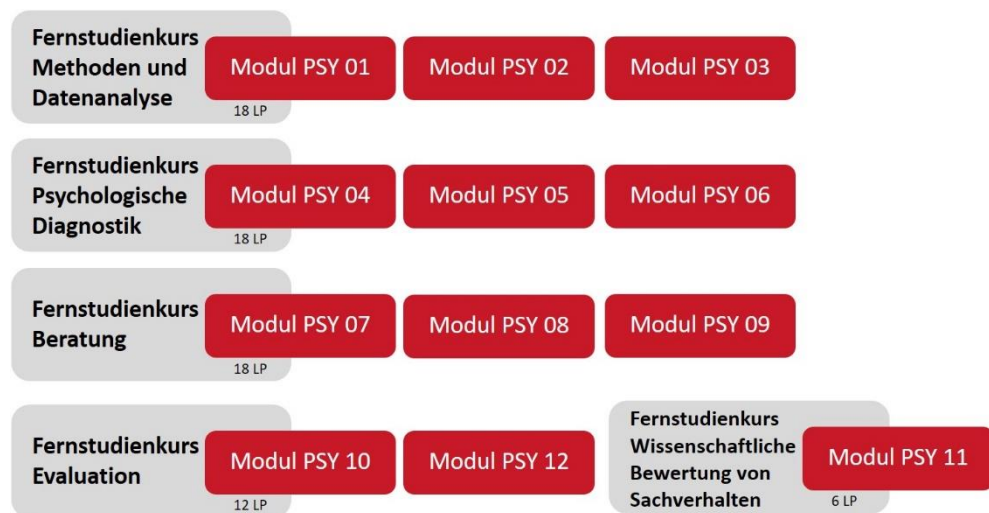 Fernstudienkurs
Methoden und
Datenanalyse
18 LP
Modul PSY 01
Modul PSY 02
Modul PSY 03
Fernstudienkurs
Psychologische
Diagnostik
18 LP
Modul PSY 04
Modul PSY 05
Modul PSY 06
Fernstudienkurs
Beratung
18 LP
Modul PSY 07
Modul PSY 08
Modul PSY 09
Fernstudienkurs
Evaluation
12 LP
Modul PSY 10
Modul PSY 12
Fernstudienkurs
Wissenschaftliche
Bewertung von
Sachverhalten
6 LP
Modul PSY 11